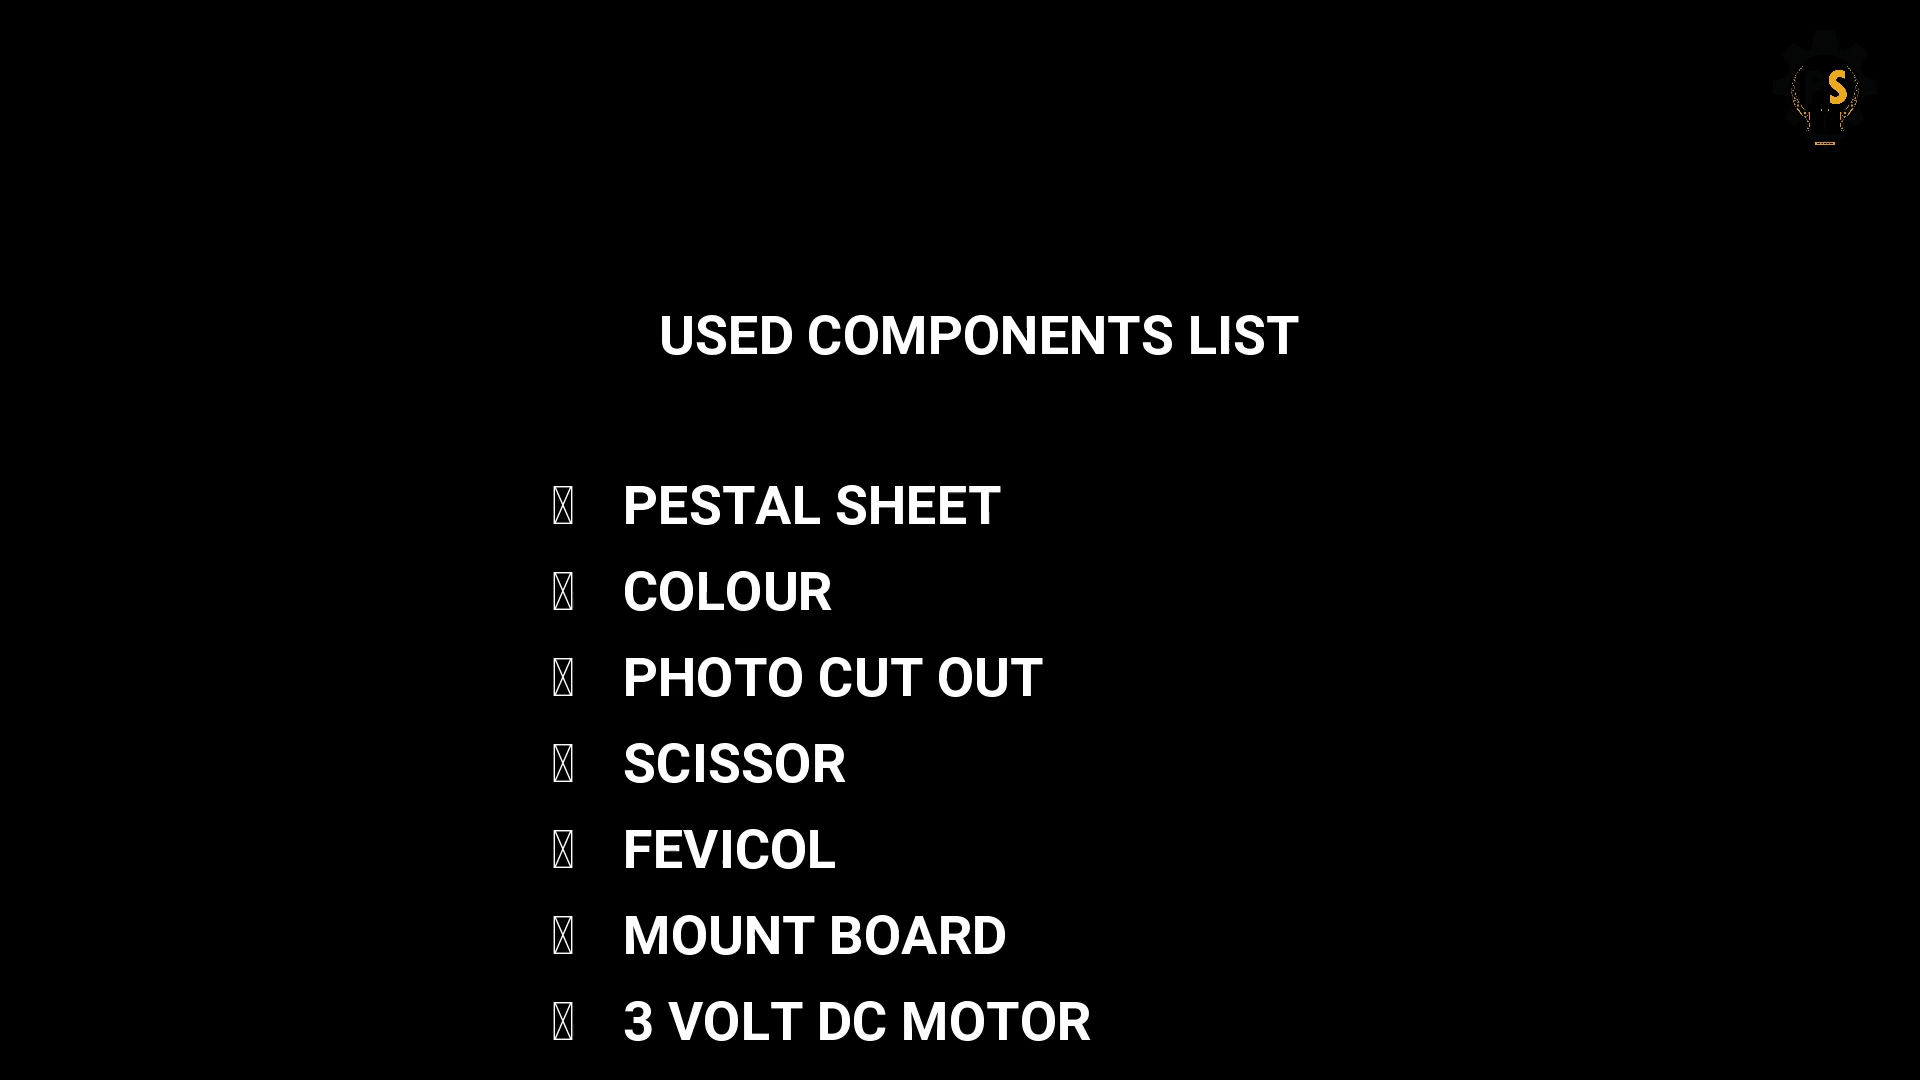 S
USED COMPONENTS LIST
PESTAL SHEET
COLOUR
PHOTO CUT OUT
SCISSOR
FEVICOL
MOUNT BOARD
3 VOLT DC MOTOR